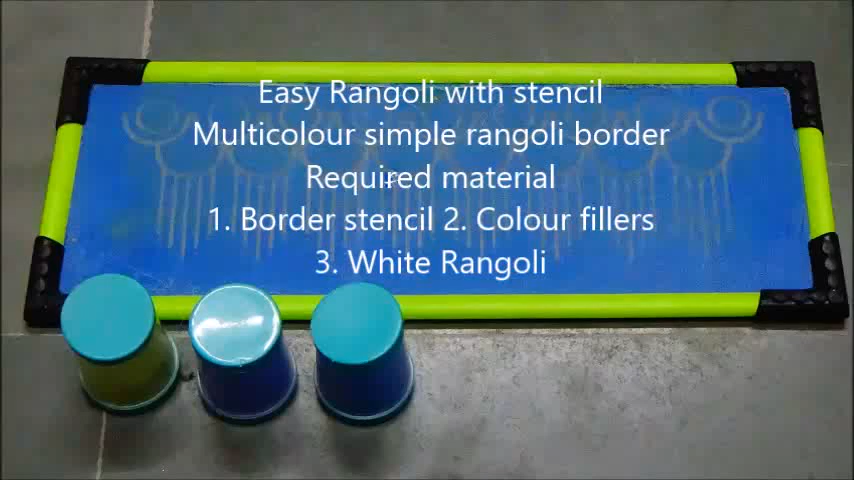 Easy Rangoli with stencil
Multicolour simple rangoli border
Required material
1. Border stencil 2. Colour fillers
3. White Rangoli